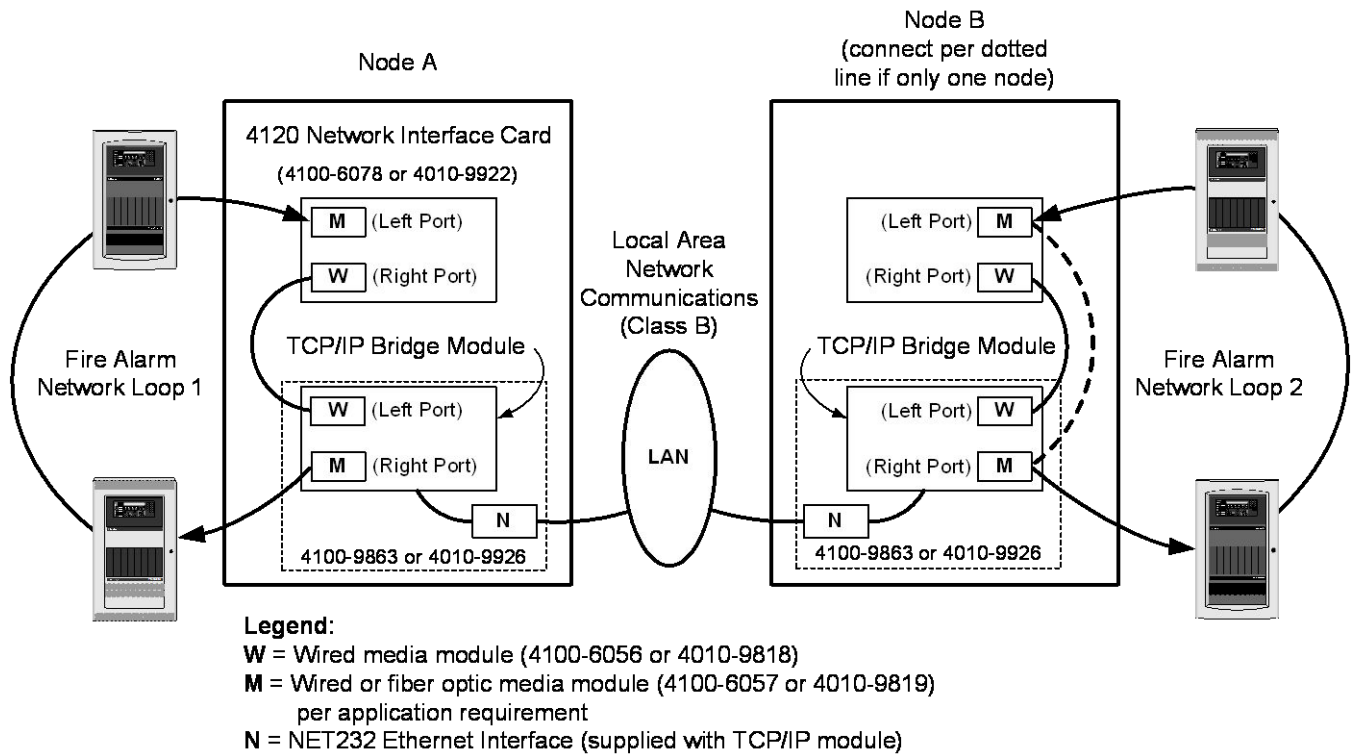 Node A
Node B
(connect per dotted
line if only one node)
4120 Network Interface Card
(4100-6078 or 4010-9922)
M (Left Port)
W (Right Port)
TCP/IP Bridge Module
W (Left Port)
M (Right Port)
N
4100-9863 or 4010-9926
Fire Alarm
Network Loop 1
Local Area
Network
Communications
(Class B)
LAN
(Left Port) M
(Right Port) W
TCP/IP Bridge Module
(Left Port) W
(Right Port) M
N
4100-9863 or 4010-9926
Fire Alarm
Network Loop 2
Legend:
W = Wired media module (4100-6056 or 4010-9818)
M = Wired or fiber optic media module (4100-6057 or 4010-9819)
per application requirement
N = NET232 Ethernet Interface (supplied with TCP/IP module)